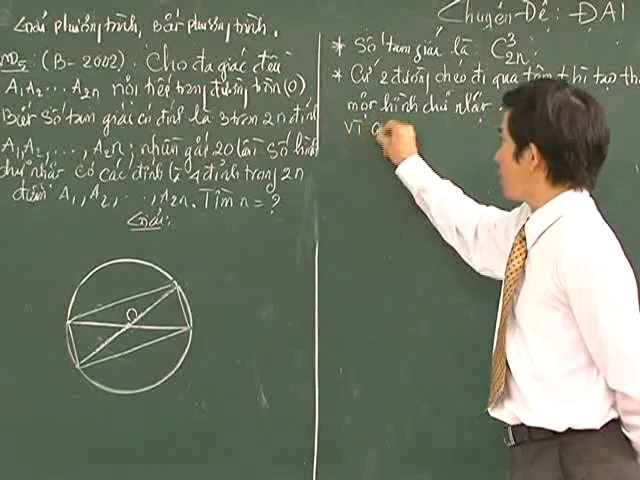 Giải phương trình, Bất phương trình.
VD5: (B-2002). Cho đa giác đều
A1A2...A2n nội tiếp trong đường tròn (O)
Biết số tam giác có đỉnh là 3 trong 2n đỉnh
A1, A2, ..., A2n; nhiều gấp 20 lần số hình
chữ nhật có các đỉnh là 4 đỉnh trong 2n
điểm A1, A2, ..., A2n. Tìm n = ?
Giải:
O
Chuyên Đề: ĐẠI
* Số tam giác là: C³2n.
* Cứ 2 đường chéo đi qua tâm thì tạo th
một hình chữ nhật.
Vì